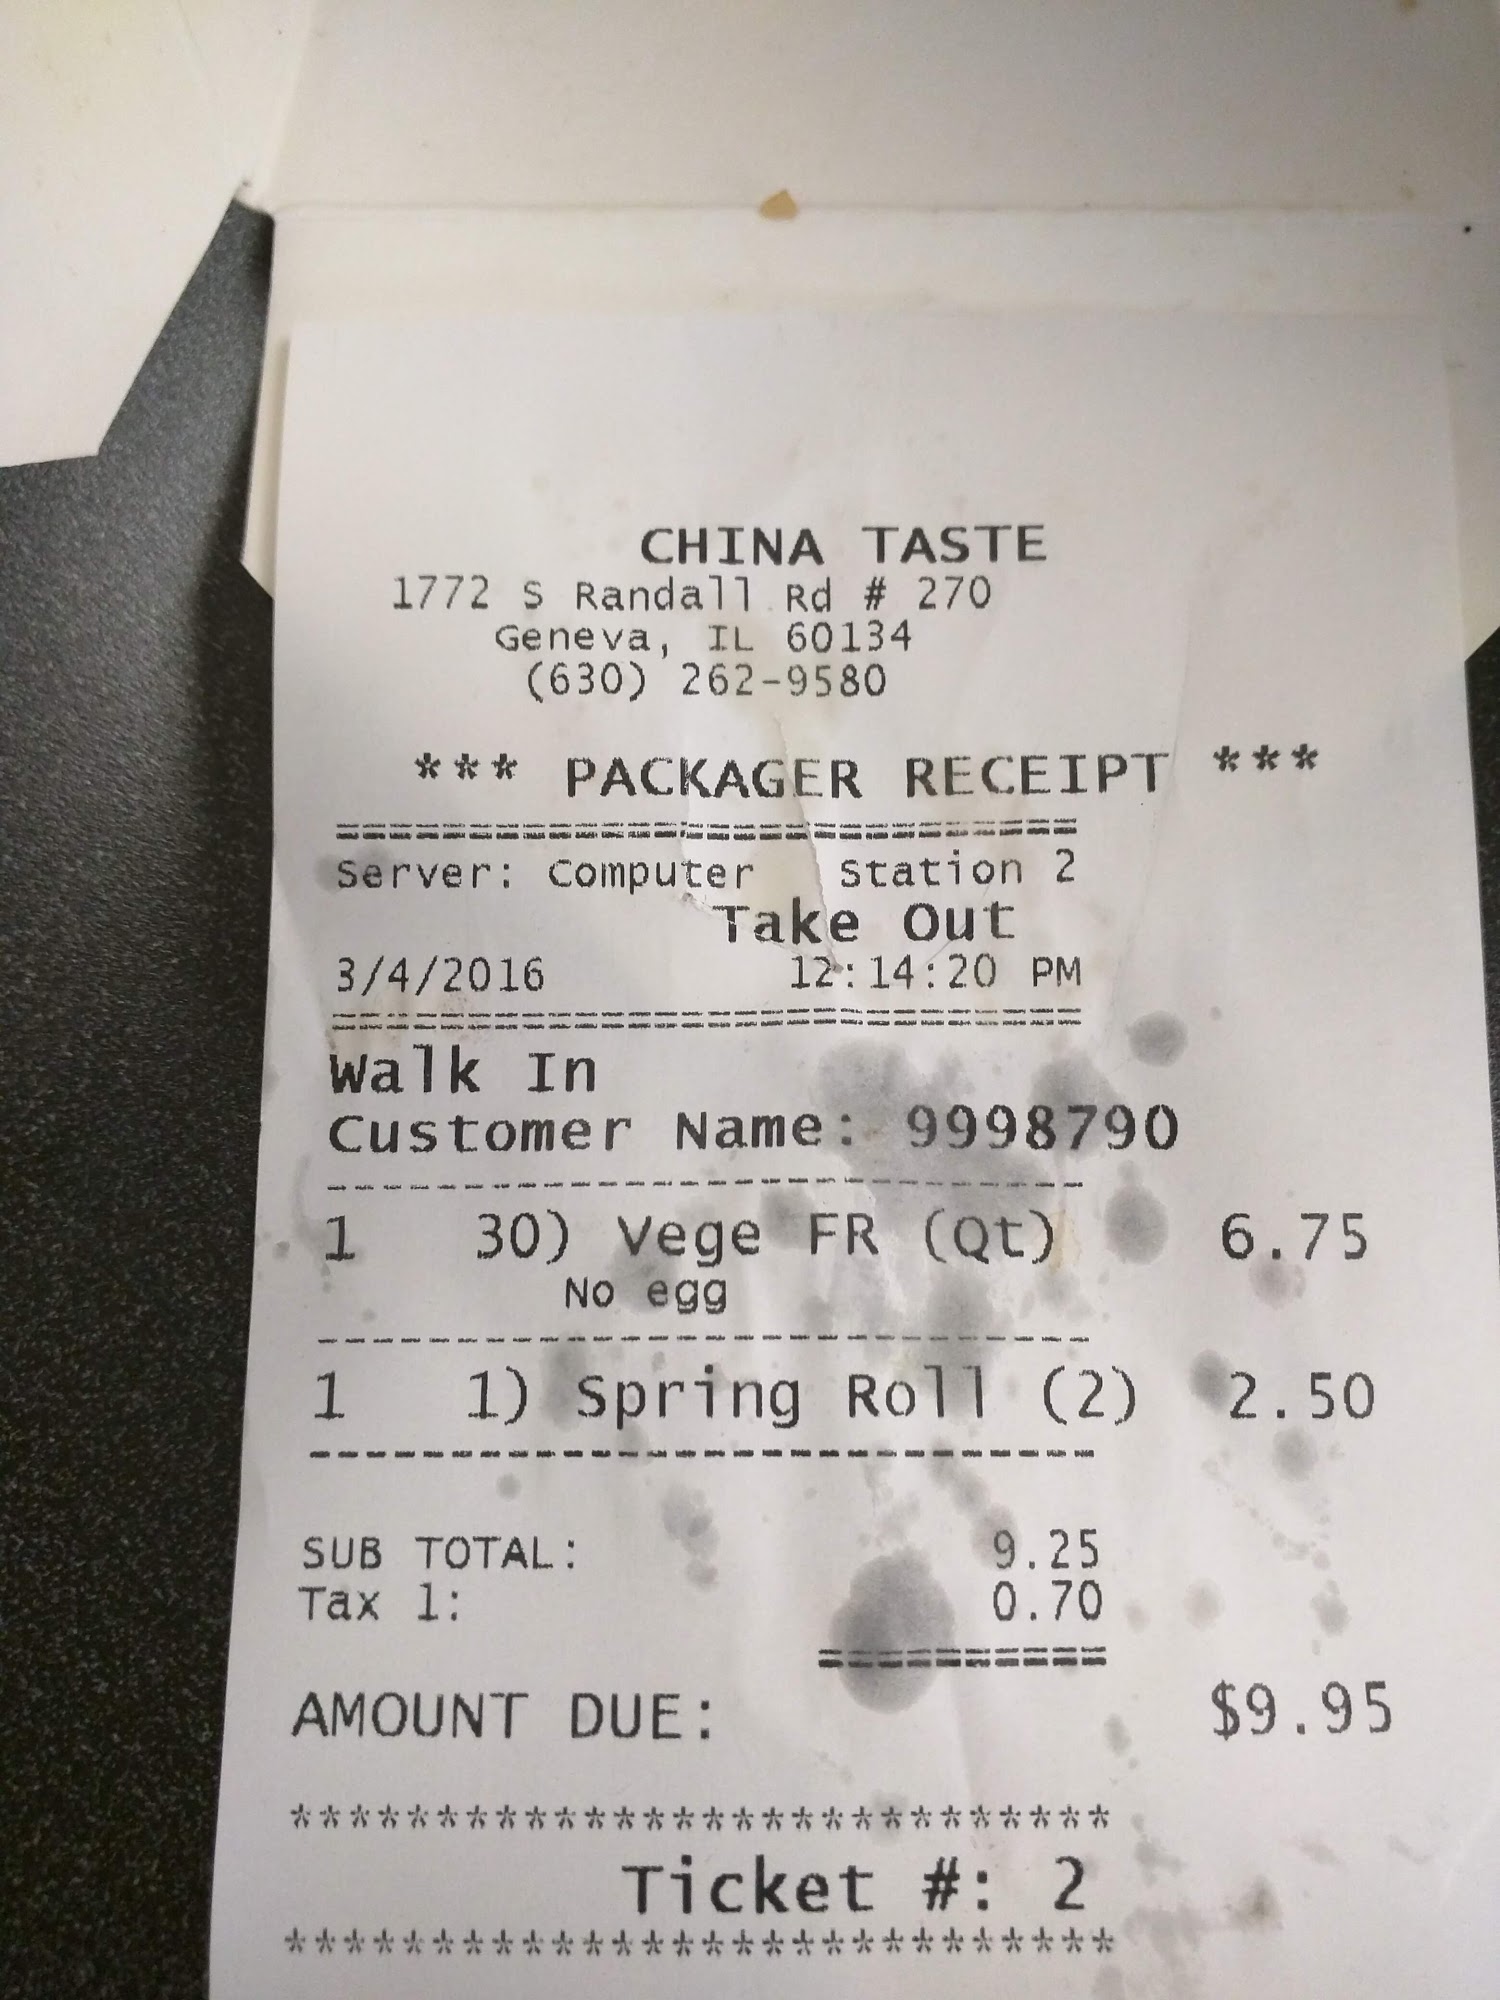 CHINA TASTE
1772 S Randall Rd # 270
Geneva, IL 60134
(630) 262-9580
*** PACKAGER RECEIPT ***
Server: Computer Station 2
Take Out
3/4/2016 12:14:20 PM
Walk In
Customer Name: 9998790
1 30) Vege FR (Qt) 6.75
No egg
1 1) Spring Roll (2) 2.50
SUB TOTAL: 9.25
Tax 1: 0.70
AMOUNT DUE: $9.95
****************************
Ticket #: 2
****************************